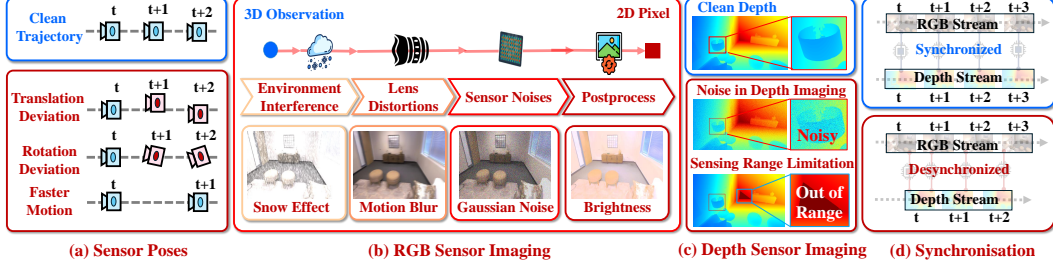 Clean
Trajectory
t t+1 t+2
Translation
Deviation
t t+1 t+2
Rotation
Deviation
t t+1 t+2
Faster
Motion
t t+1
(a) Sensor Poses
3D Observation
2D Pixel
Environment
Interference
Lens
Distortions
Sensor Noises
Postprocess
Snow Effect
Motion Blur
Gaussian Noise
Brightness
(b) RGB Sensor Imaging
Clean Depth
Noise in Depth Imaging
Noisy
Sensing Range Limitation
Out of
Range
(c) Depth Sensor Imaging
t t+1 t+2 t+3
RGB Stream
Synchronized
Depth Stream
t t+1 t+2 t+3
t t+1 t+2 t+3
RGB Stream
Desynchronized
Depth Stream
t t+1 t+2
(d) Synchronisation